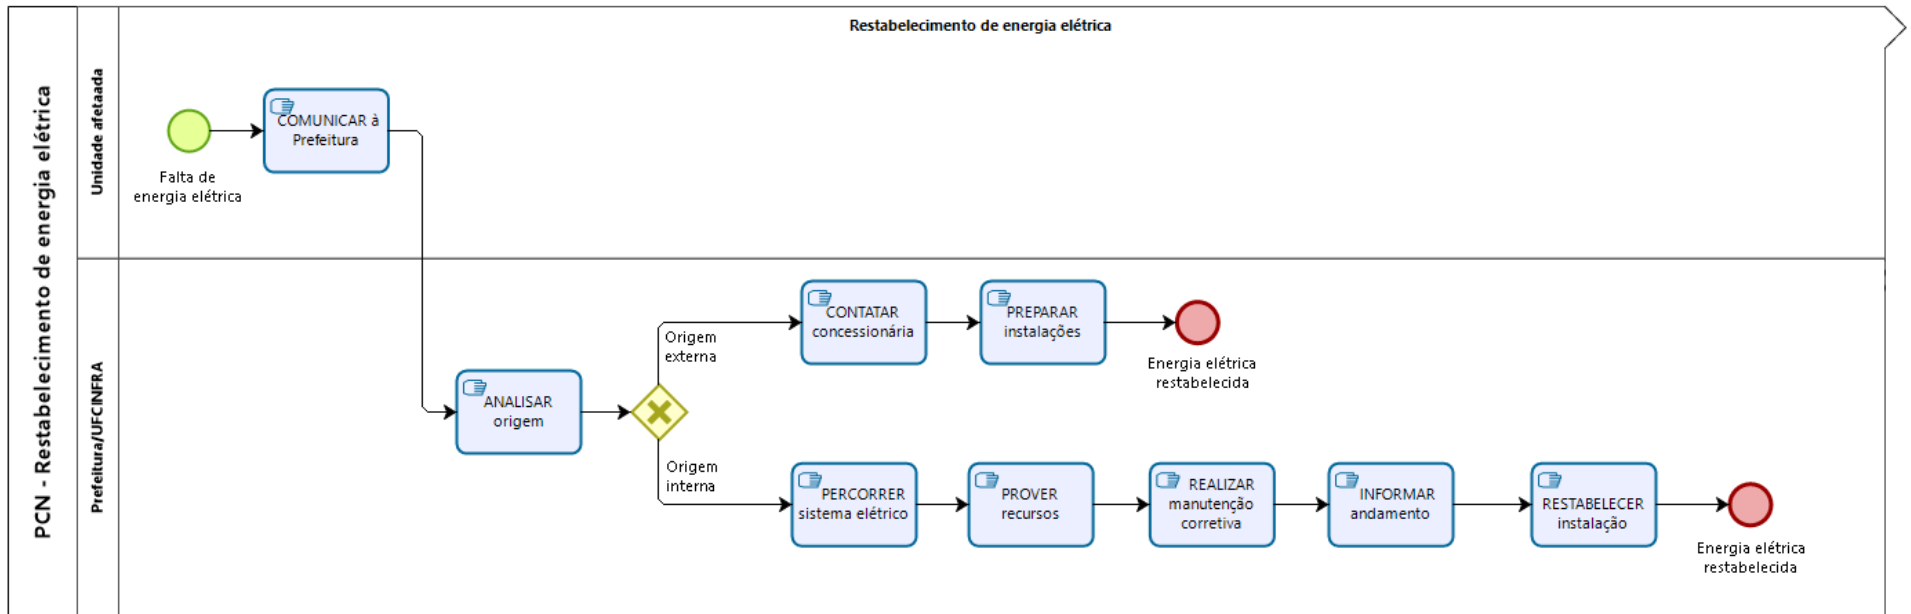 PCN - Restabelecimento de energia elétrica
Restabelecimento de energia elétrica
Unidade afetaada
Falta de
energia elétrica
COMUNICAR à
Prefeitura
Prefeitura/UFCINFRA
ANALISAR
origem
Origem
externa
CONTATAR
concessionária
PREPARAR
instalações
Energia elétrica
restabelecida
Origem
interna
PERCORRER
sistema elétrico
PROVER
recursos
REALIZAR
manutenção
corretiva
INFORMAR
andamento
RESTABELECER
instalação
Energia elétrica
restabelecida